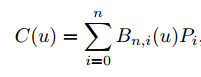 C(u) = \sum_{i=0}^{n} B_{n,i}(u) P_i,